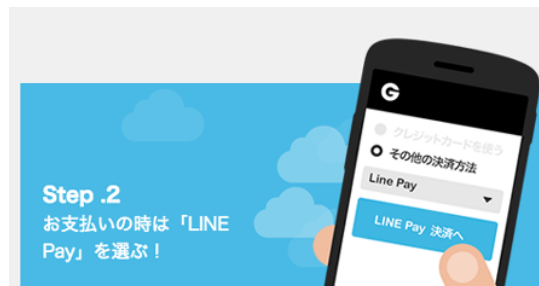 Step .2
お支払いの時は「LINE
Pay」を選ぶ！
G
クレジットカードを使う
その他の決済方法
Line Pay
LINE Pay 決済へ